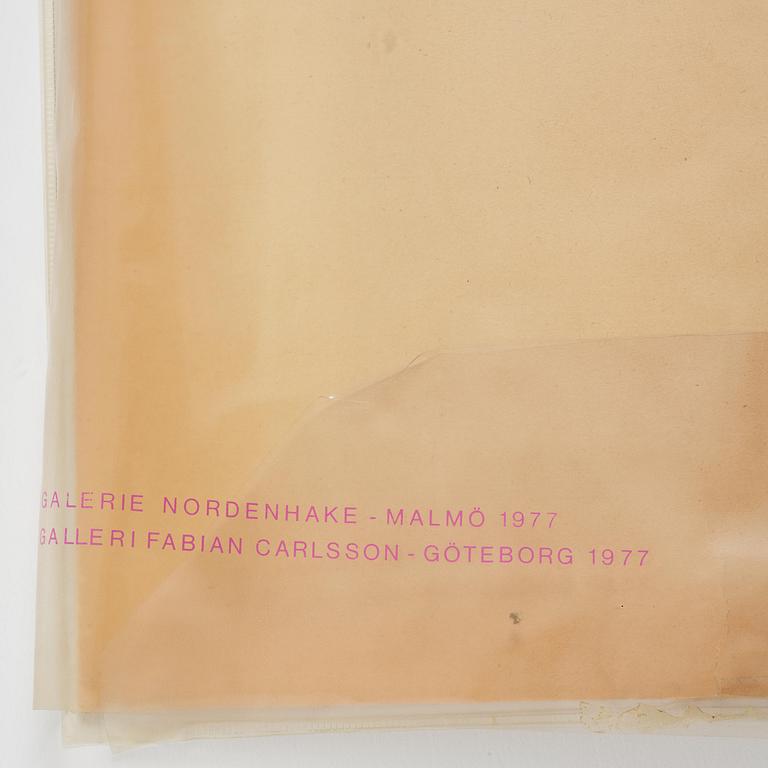 GALERIE NORDENHAKE - MALMÖ 1977
GALLERI FABIAN CARLSSON - GÖTEBORG 1977